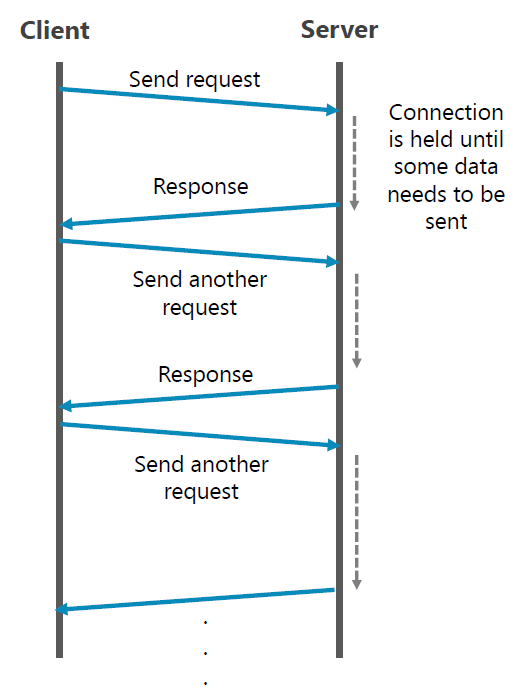 Client
Server
Send request
Connection
is held until
some data
needs to be
sent
Response
Send another
request
Response
Send another
request
.
.
.